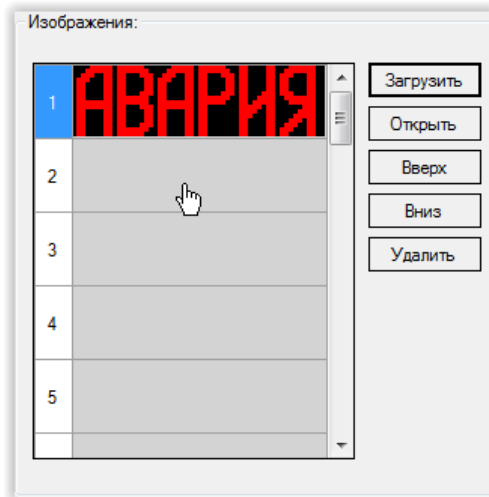 Изображения:
1 АВАРИЯ
2
3
4
5
Загрузить
Открыть
Вверх
Вниз
Удалить